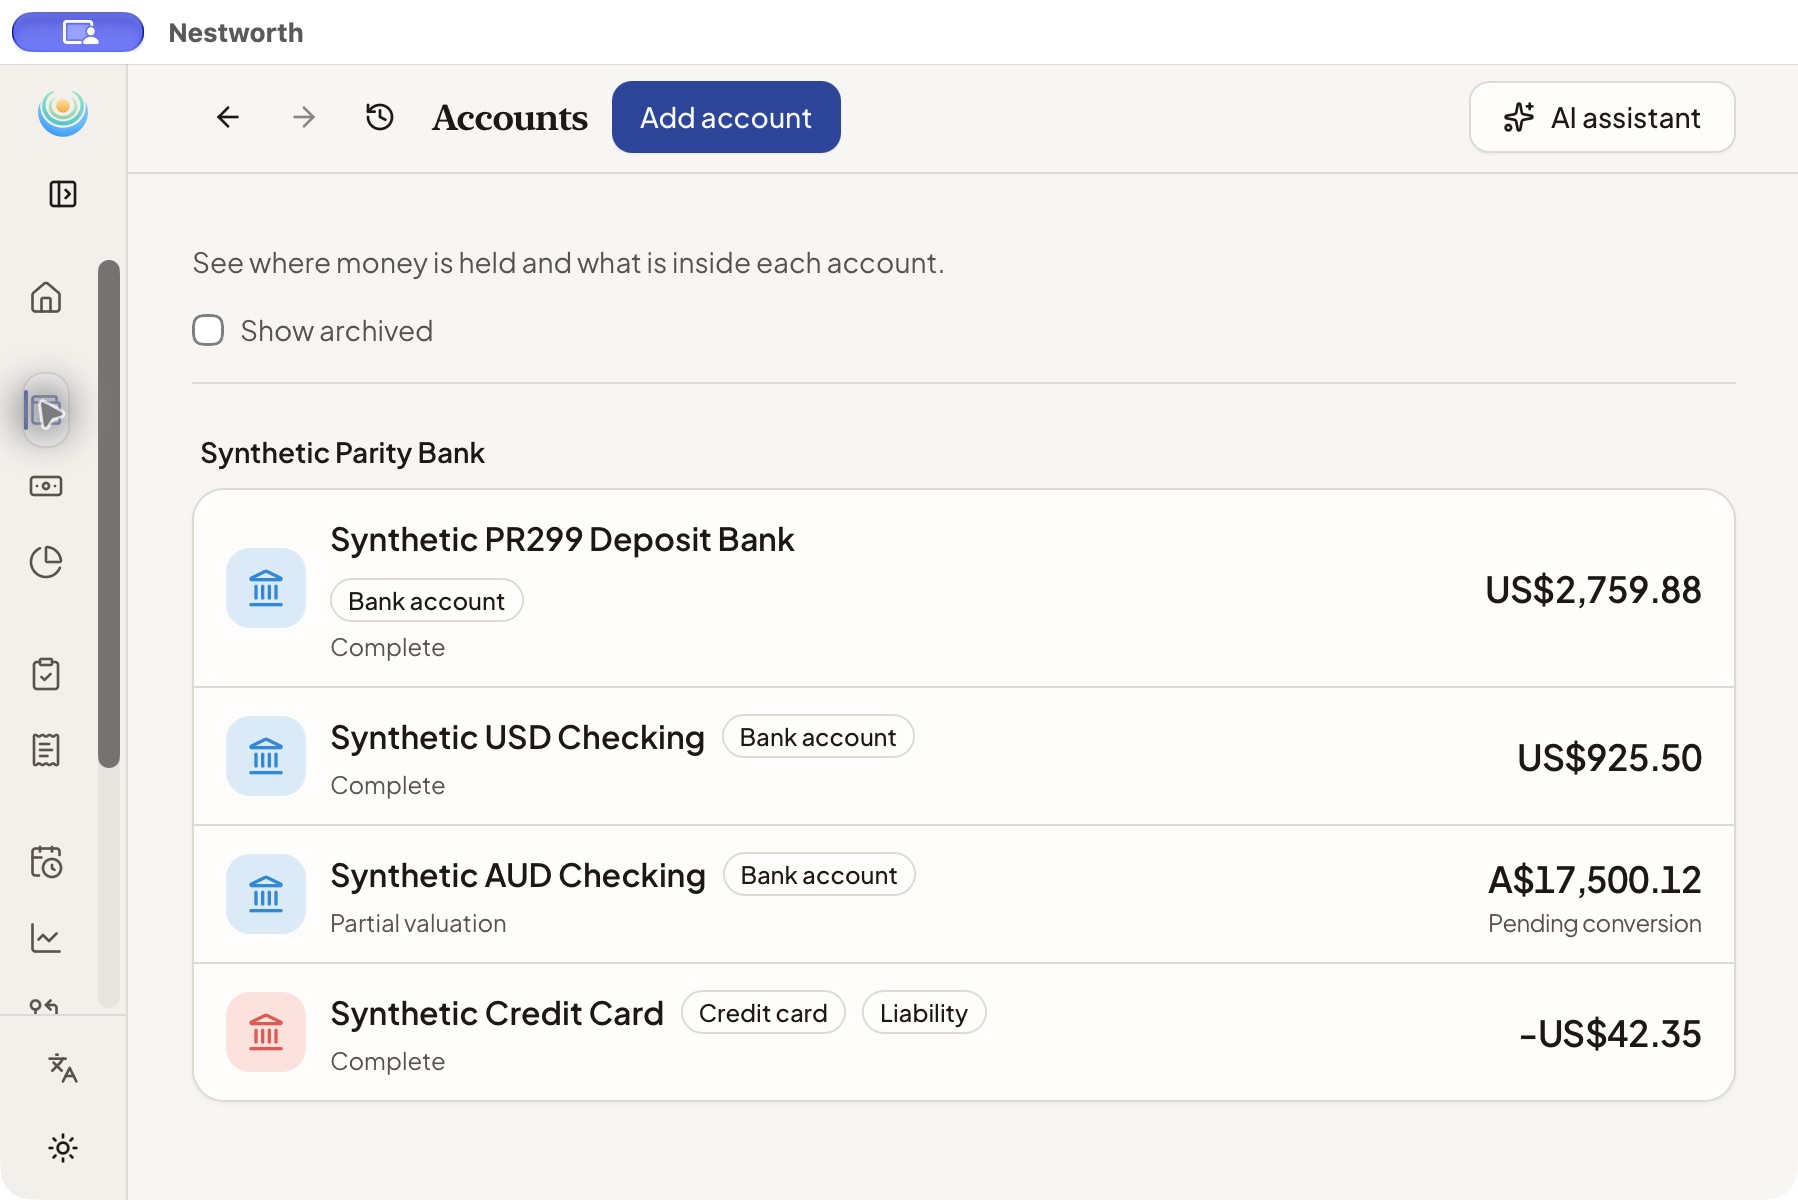 Nestworth
Accounts
Add account
AI assistant
See where money is held and what is inside each account.
Show archived
Synthetic Parity Bank
Synthetic PR299 Deposit Bank
Bank account
Complete
US$2,759.88
Synthetic USD Checking
Bank account
Complete
US$925.50
Synthetic AUD Checking
Bank account
Partial valuation
A$17,500.12
Pending conversion
Synthetic Credit Card
Credit card
Liability
Complete
-US$42.35